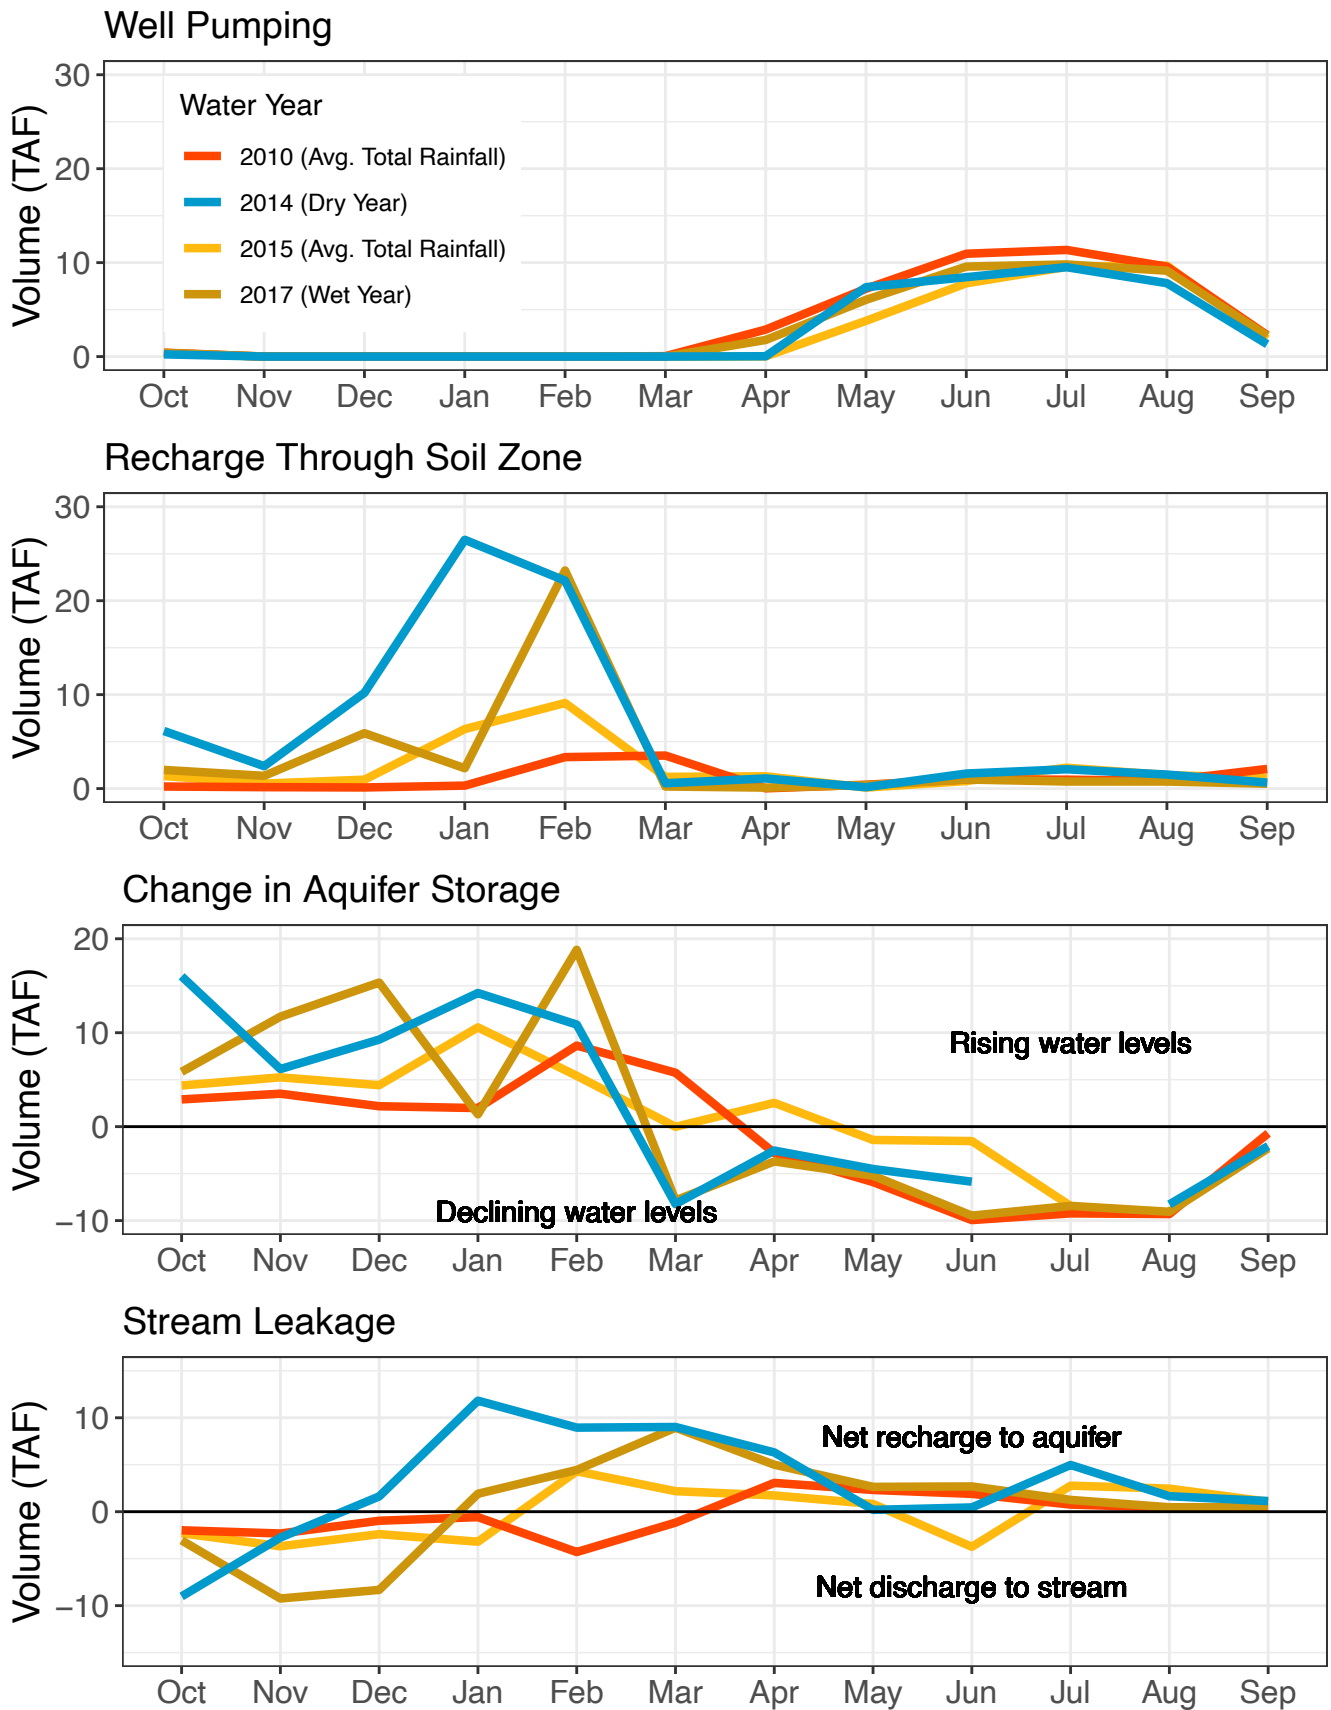 Well Pumping
Volume (TAF)
30
20
10
0
Water Year
2010 (Avg. Total Rainfall)
2014 (Dry Year)
2015 (Avg. Total Rainfall)
2017 (Wet Year)
Oct Nov Dec Jan Feb Mar Apr May Jun Jul Aug Sep
Recharge Through Soil Zone
Volume (TAF)
30
20
10
0
Oct Nov Dec Jan Feb Mar Apr May Jun Jul Aug Sep
Change in Aquifer Storage
Volume (TAF)
20
10
0
−10
Rising water levels
Declining water levels
Oct Nov Dec Jan Feb Mar Apr May Jun Jul Aug Sep
Stream Leakage
Volume (TAF)
10
0
−10
Net recharge to aquifer
Net discharge to stream
Oct Nov Dec Jan Feb Mar Apr May Jun Jul Aug Sep